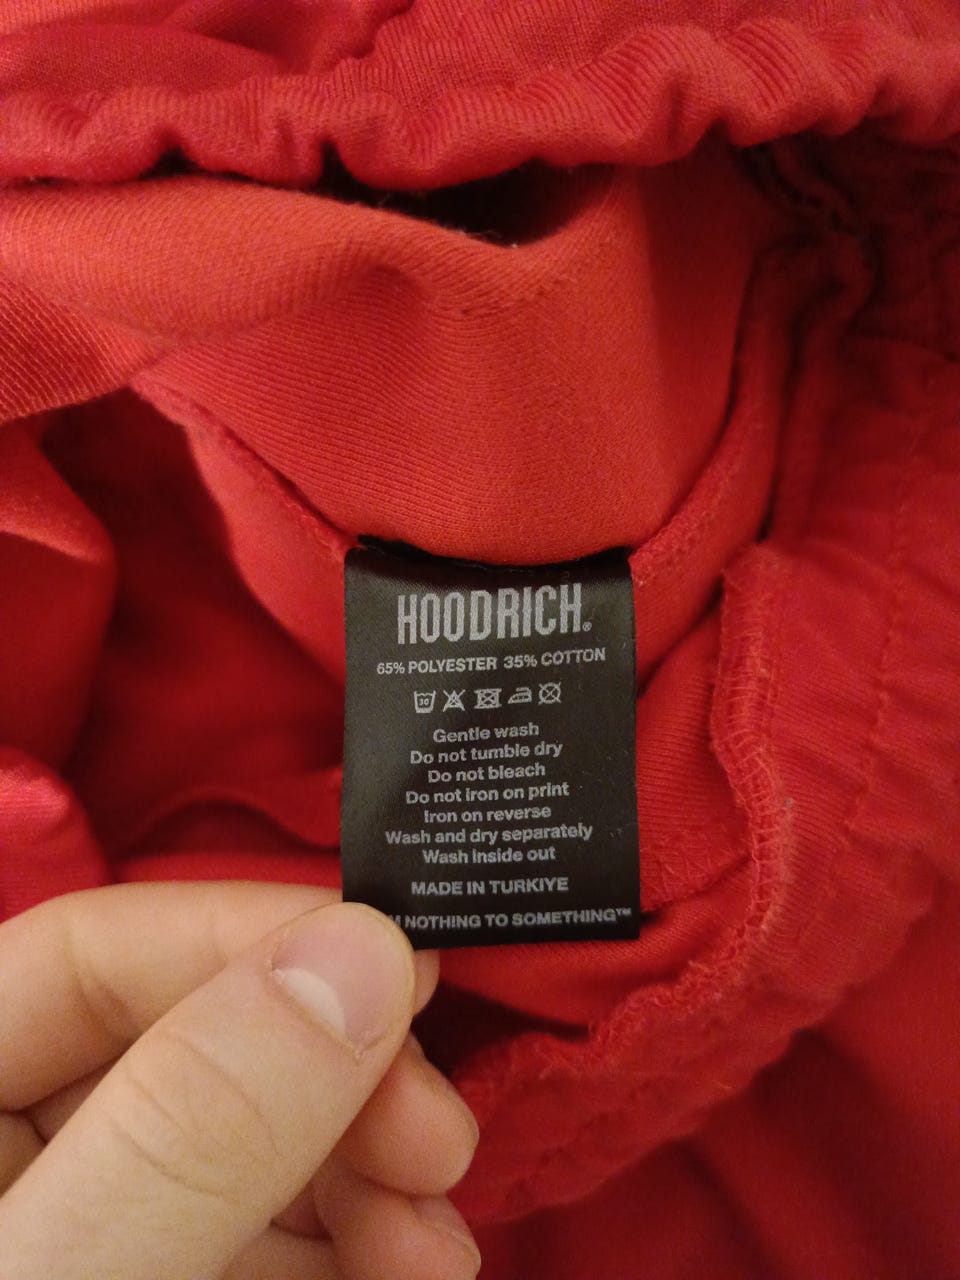 HOODRICH®
65% POLYESTER 35% COTTON
30
Gentle wash
Do not tumble dry
Do not bleach
Do not iron on print
Iron on reverse
Wash and dry separately
Wash inside out
MADE IN TURKIYE
NOTHING TO SOMETHING™